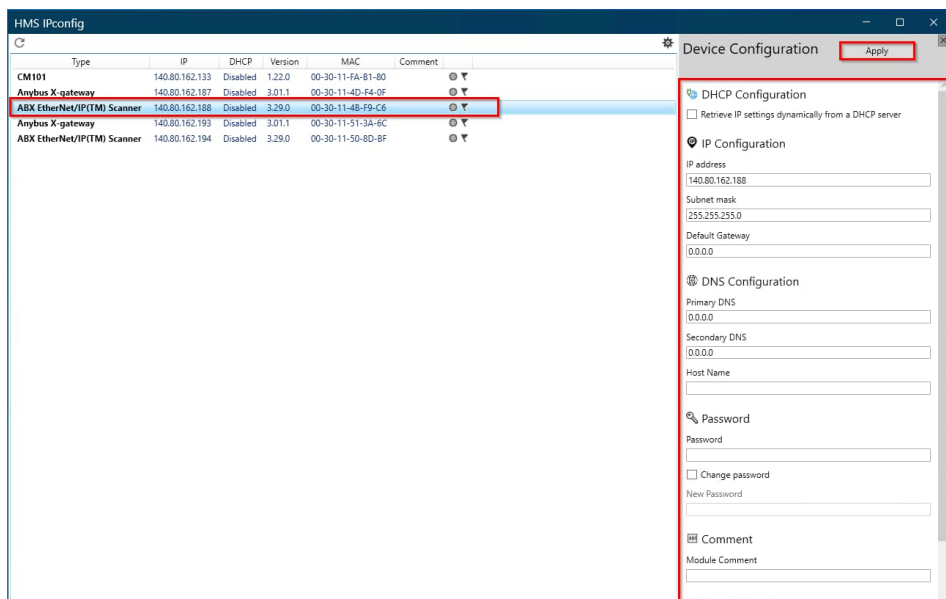 HMS IPconfig
Type IP DHCP Version MAC Comment
CM101 140.80.162.133 Disabled 1.22.0 00-30-11-FA-B1-80
Anybus X-gateway 140.80.162.187 Disabled 3.01.1 00-30-11-4D-F4-0F
ABX EtherNet/IP(TM) Scanner 140.80.162.188 Disabled 3.29.0 00-30-11-4B-F9-C6
Anybus X-gateway 140.80.162.193 Disabled 3.01.1 00-30-11-51-3A-6C
ABX EtherNet/IP(TM) Scanner 140.80.162.194 Disabled 3.29.0 00-30-11-50-8D-BF
Device Configuration Apply
DHCP Configuration
Retrieve IP settings dynamically from a DHCP server
IP Configuration
IP address
140.80.162.188
Subnet mask
255.255.255.0
Default Gateway
0.0.0.0
DNS Configuration
Primary DNS
0.0.0.0
Secondary DNS
0.0.0.0
Host Name
Password
Password
Change password
New Password
Comment
Module Comment